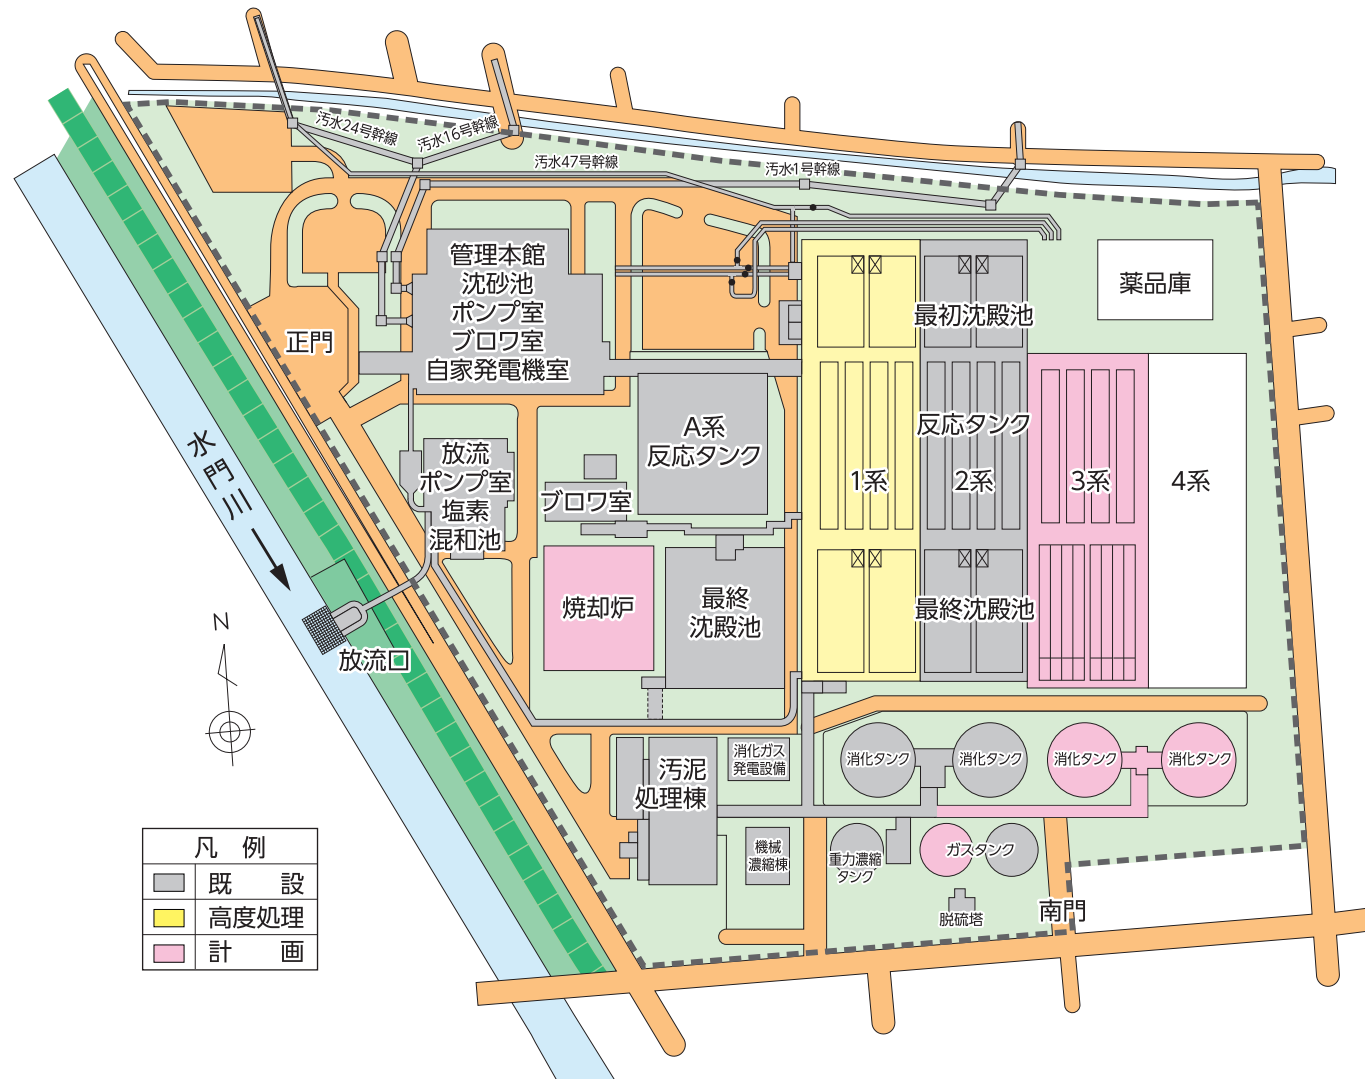 汚水24号幹線
汚水16号幹線
汚水47号幹線
汚水1号幹線
管理本館
沈砂池
ポンプ室
ブロワ室
自家発電機室
正門
薬品庫
最初沈殿池
反応タンク
1系
2系
3系
4系
最終沈殿池
A系
反応タンク
放流
ポンプ室
塩素
混和池
ブロワ室
焼却炉
最終
沈殿池
水門川
N
放流口
消化ガス
発電設備
汚泥
処理棟
消化タンク
消化タンク
消化タンク
消化タンク
機械
濃縮棟
重力濃縮
タンク
ガスタンク
脱硫塔
南門
凡 例
既 設
高度処理
計 画